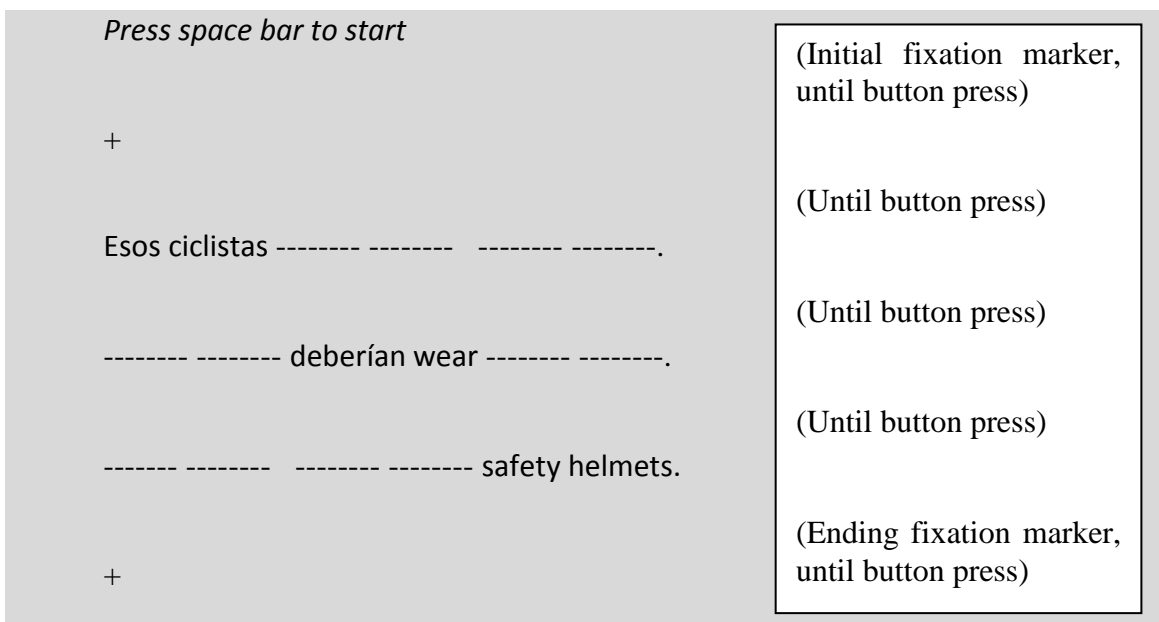 Press space bar to start
(Initial fixation marker,
until button press)
+
(Until button press)
Esos ciclistas -------- --------   -------- --------.
(Until button press)
-------- -------- deberían wear -------- --------.
(Until button press)
------- --------   -------- -------- safety helmets.
(Ending fixation marker,
until button press)
+